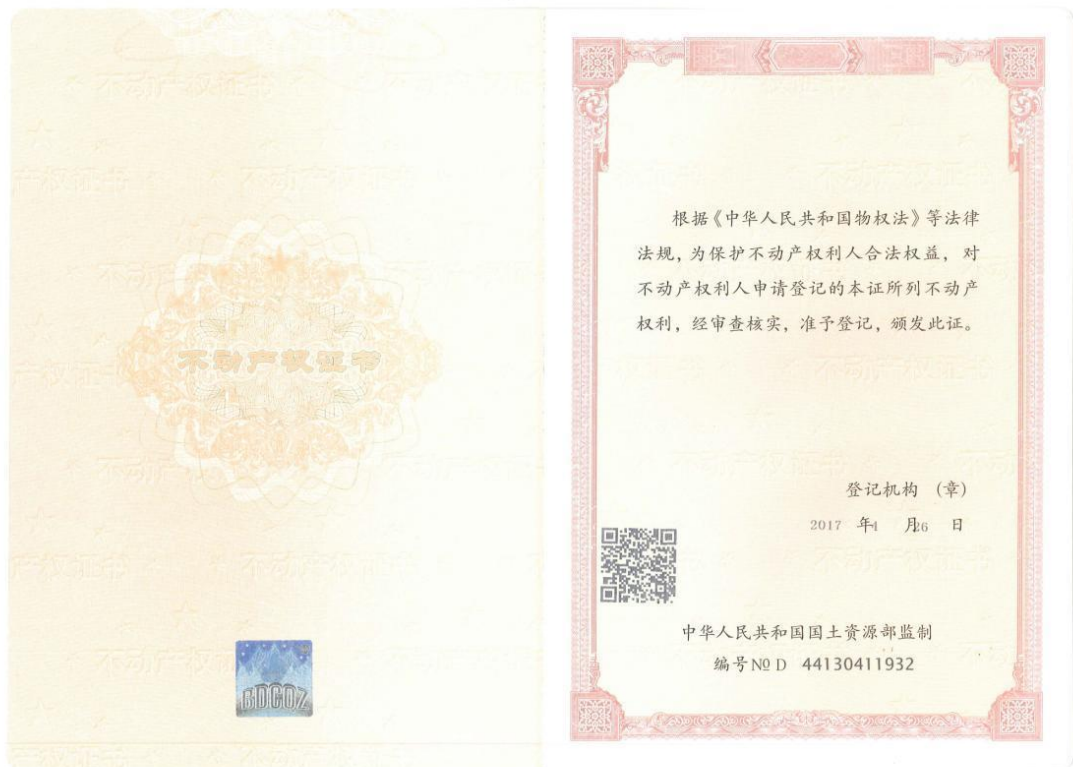 不动产权证书
BDCQZ
根据《中华人民共和国物权法》等法律
法规，为保护不动产权利人合法权益，对
不动产权利人申请登记的本证所列不动产
权利，经审查核实，准予登记，颁发此证。
登记机构 （章）
2017 年4 月26 日
中华人民共和国国土资源部监制
编号№ D 44130411932